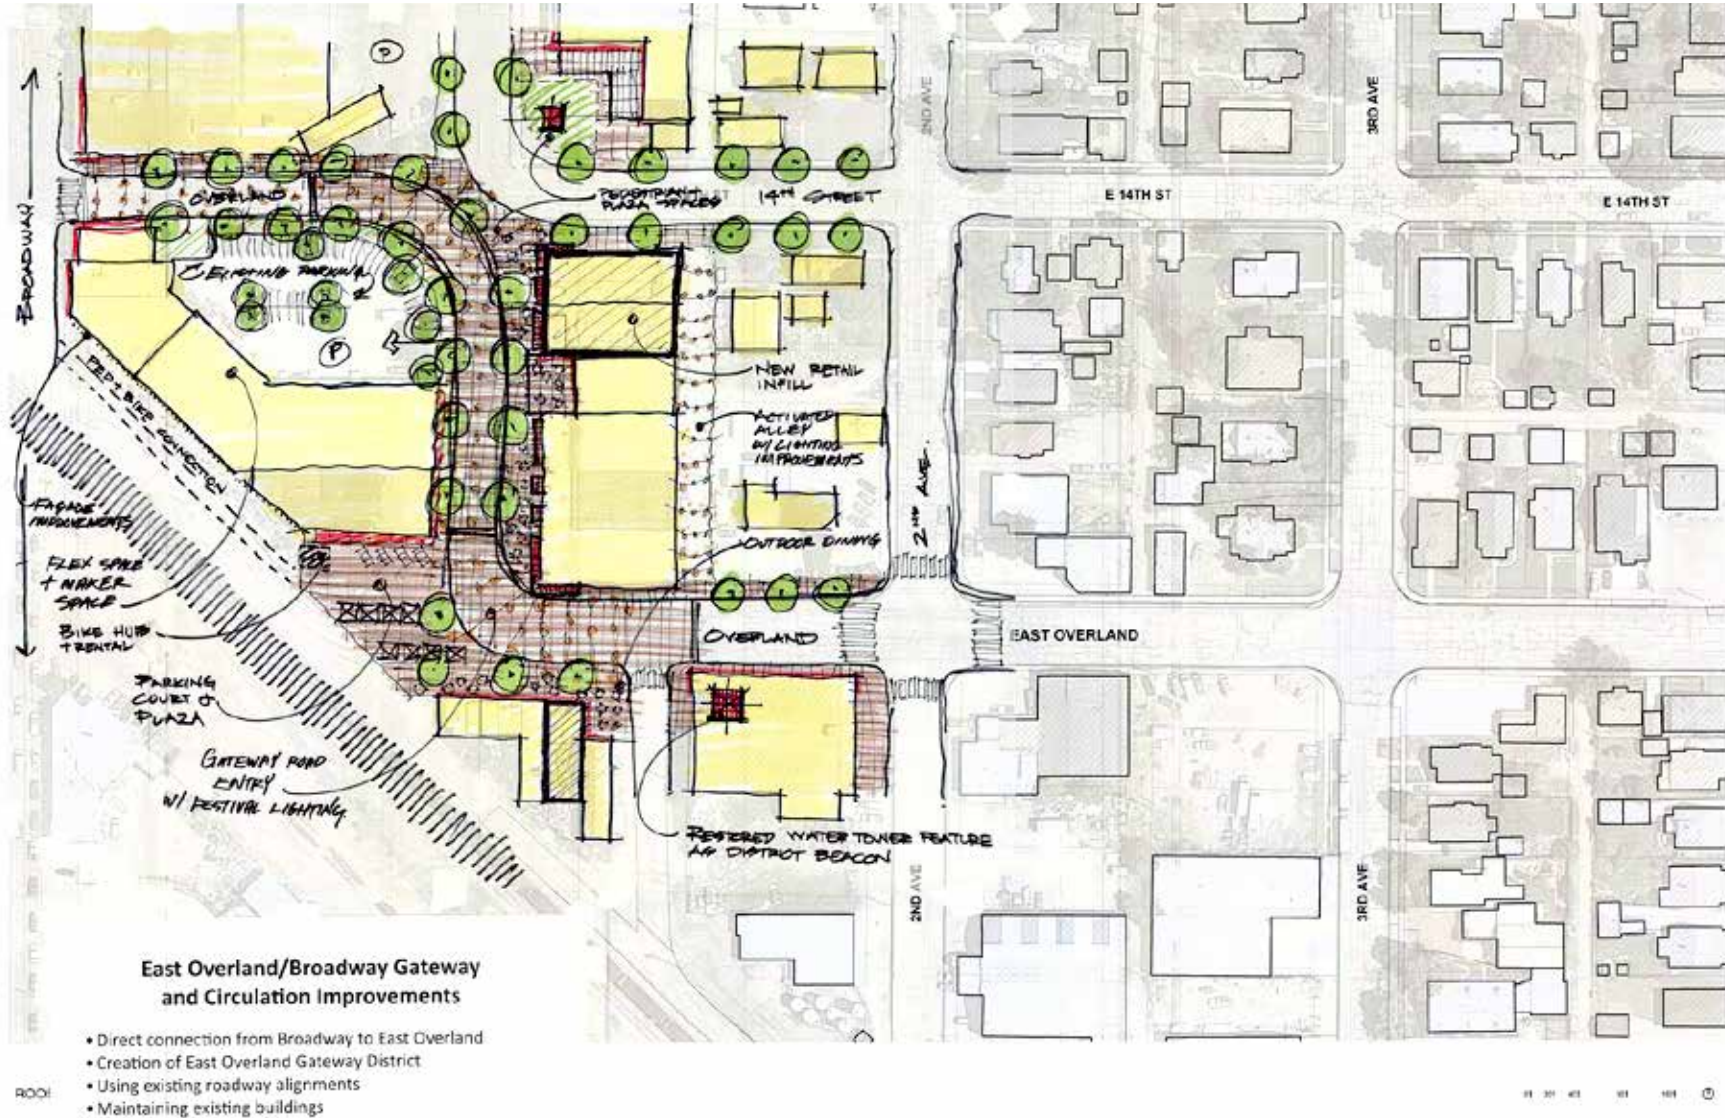 BROADWAY
P
OVERLAND
PEDESTRIAN +
PLAZA SPACES
14TH STREET
2ND AVE
3RD AVE
E 14TH ST
E 14TH ST
EXISTING PARKING
P
PED + BIKE CONNECTION
NEW RETAIL
INFILL
ACTIVATED
ALLEY
W/ LIGHTING
IMPROVEMENTS
2ND AVE.
FAÇADE
IMPROVEMENTS
OUTDOOR DINING
FLEX SPACE
+ MAKER
SPACE
BIKE HUB
+ RENTAL
OVERLAND
EAST OVERLAND
PARKING
COURT &
PLAZA
GATEWAY ROAD
ENTRY
W/ FESTIVAL LIGHTING
RESTORED WATER TOWER FEATURE
AS DISTRICT BEACON
2ND AVE
3RD AVE
East Overland/Broadway Gateway
and Circulation Improvements
• Direct connection from Broadway to East Overland
• Creation of East Overland Gateway District
• Using existing roadway alignments
• Maintaining existing buildings